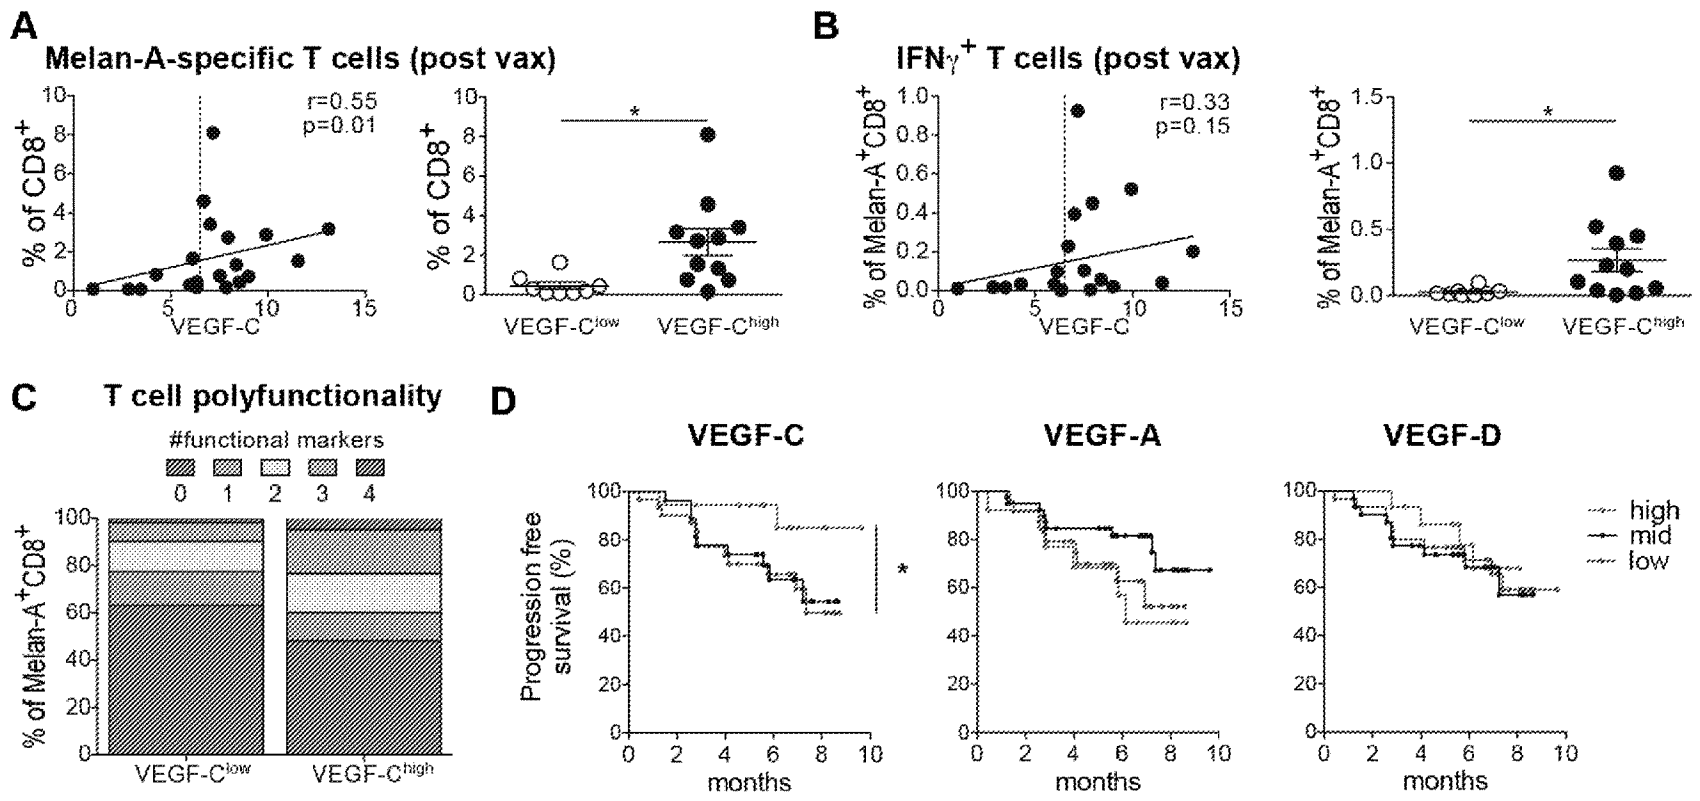 A
Melan-A-specific T cells (post vax)
% of CD8+
10
8
6
4
2
0
r=0.55
p=0.01
0 5 10 15
VEGF-C
% of CD8+
10
8
6
4
2
0
*
VEGF-Clow VEGF-Chigh
B
IFNγ+ T cells (post vax)
% of Melan-A+CD8+
1.0
0.8
0.6
0.4
0.2
0.0
r=0.33
p=0.15
0 5 10 15
VEGF-C
% of Melan-A+CD8+
1.5
1.0
0.5
0.0
*
VEGF-Clow VEGF-Chigh
C
T cell polyfunctionality
#functional markers
0 1 2 3 4
% of Melan-A+CD8+
100
80
60
40
20
0
VEGF-Clow VEGF-Chigh
D
VEGF-C
Progression free
survival (%)
100
80
60
40
20
0
*
0 2 4 6 8 10
months
VEGF-A
100
80
60
40
20
0
0 2 4 6 8 10
months
VEGF-D
100
80
60
40
20
0
0 2 4 6 8 10
months
high
mid
low